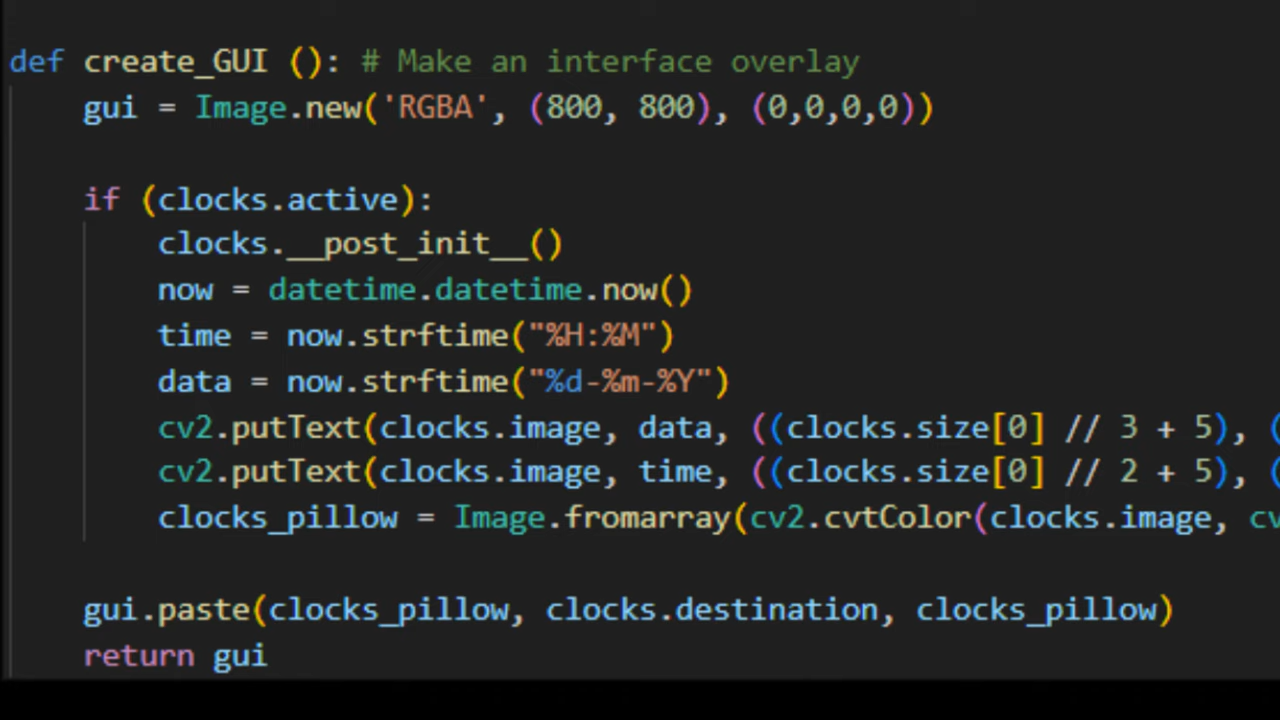 def create_GUI (): # Make an interface overlay
gui = Image.new('RGBA', (800, 800), (0,0,0,0))
if (clocks.active):
clocks.__post_init__()
now = datetime.datetime.now()
time = now.strftime("%H:%M")
data = now.strftime("%d-%m-%Y")
cv2.putText(clocks.image, data, ((clocks.size[0] // 3 + 5), (
cv2.putText(clocks.image, time, ((clocks.size[0] // 2 + 5), (
clocks_pillow = Image.fromarray(cv2.cvtColor(clocks.image, cv
gui.paste(clocks_pillow, clocks.destination, clocks_pillow)
return gui